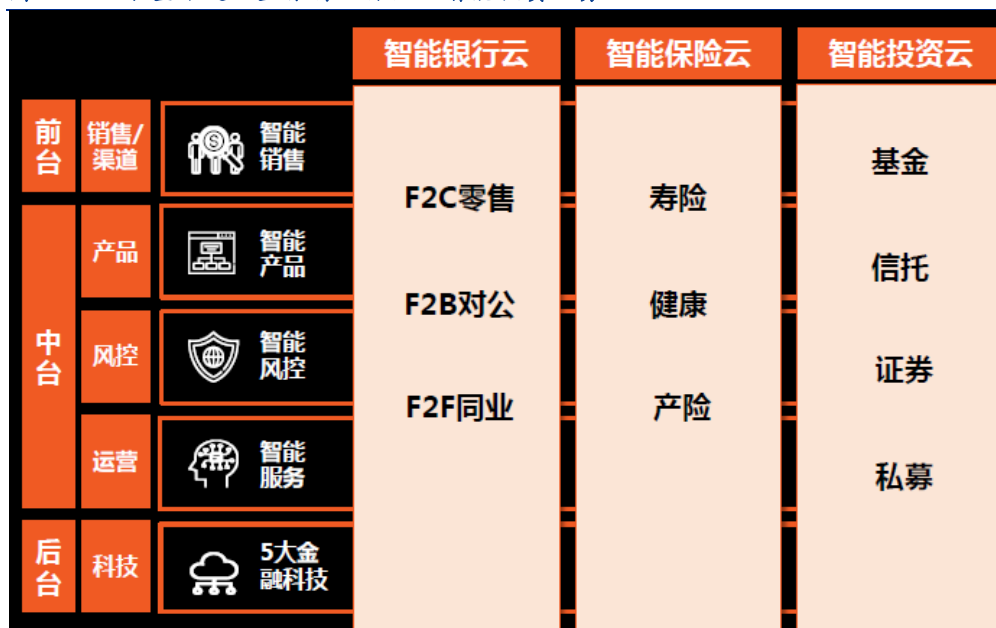 智能银行云
智能保险云
智能投资云
前台
销售/
渠道
智能
销售
中台
产品
智能
产品
风控
智能
风控
运营
智能
服务
后台
科技
5大金
融科技
F2C零售
F2B对公
F2F同业
寿险
健康
产险
基金
信托
证券
私募